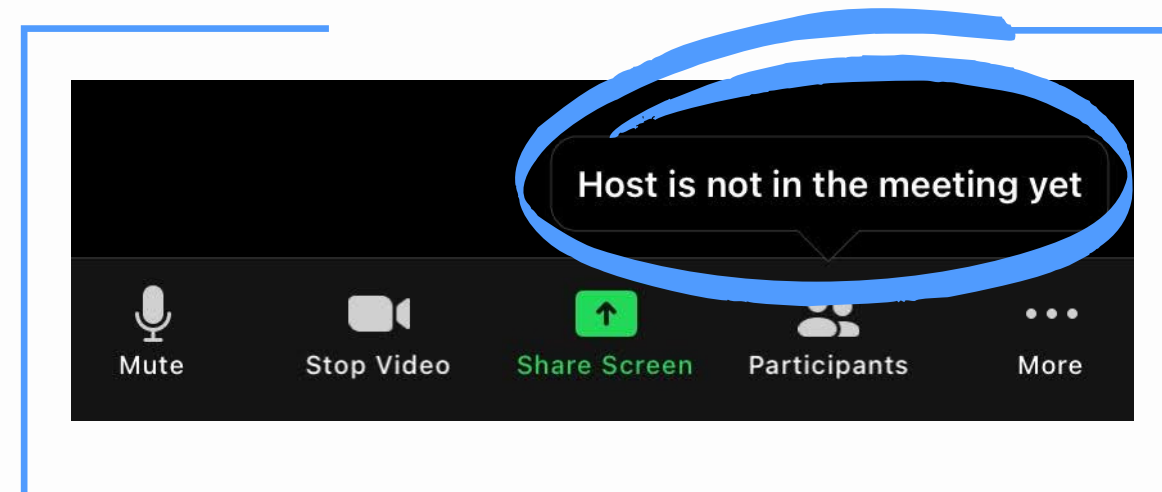 Host is not in the meeting yet
Mute
Stop Video
Share Screen
Participants
More